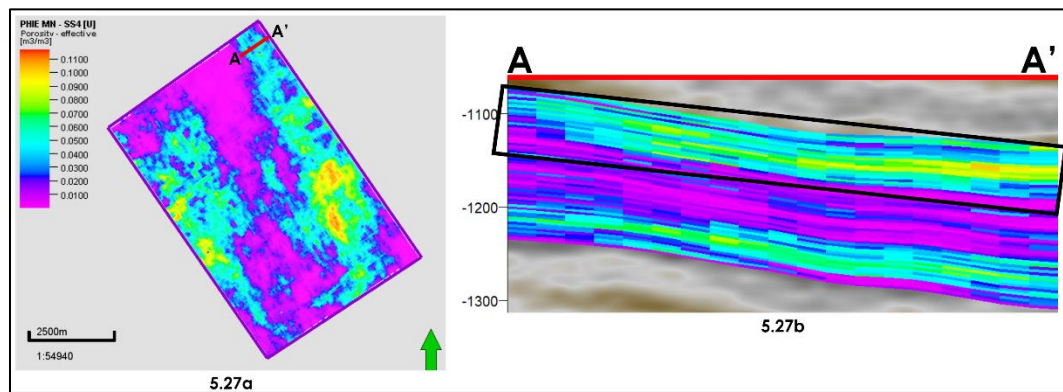 PHIE MN - SS4 [U]
Porosity - effective
[m3/m3]
0.1100
0.1000
0.0900
0.0800
0.0700
0.0600
0.0500
0.0400
0.0300
0.0200
0.0100
A
A'
2500m
1:54940
5.27a
A
A'
-1100
-1200
-1300
5.27b